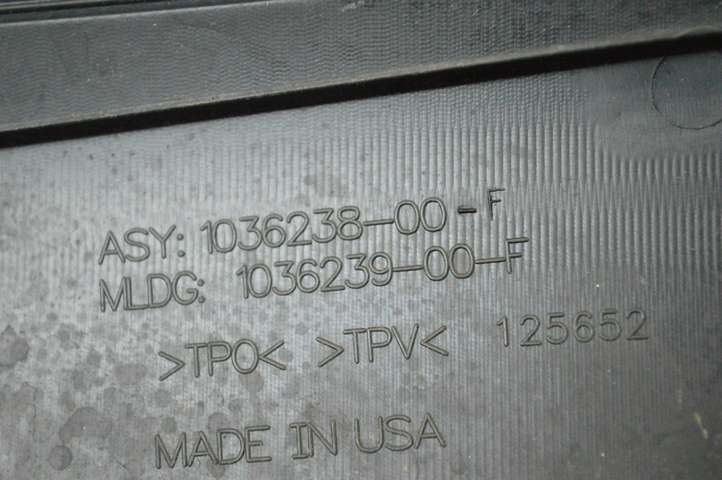 ASY: 1036238-00-F
MLDG: 1036239-00-F
>TPO< >TPV< 125652
MADE IN USA